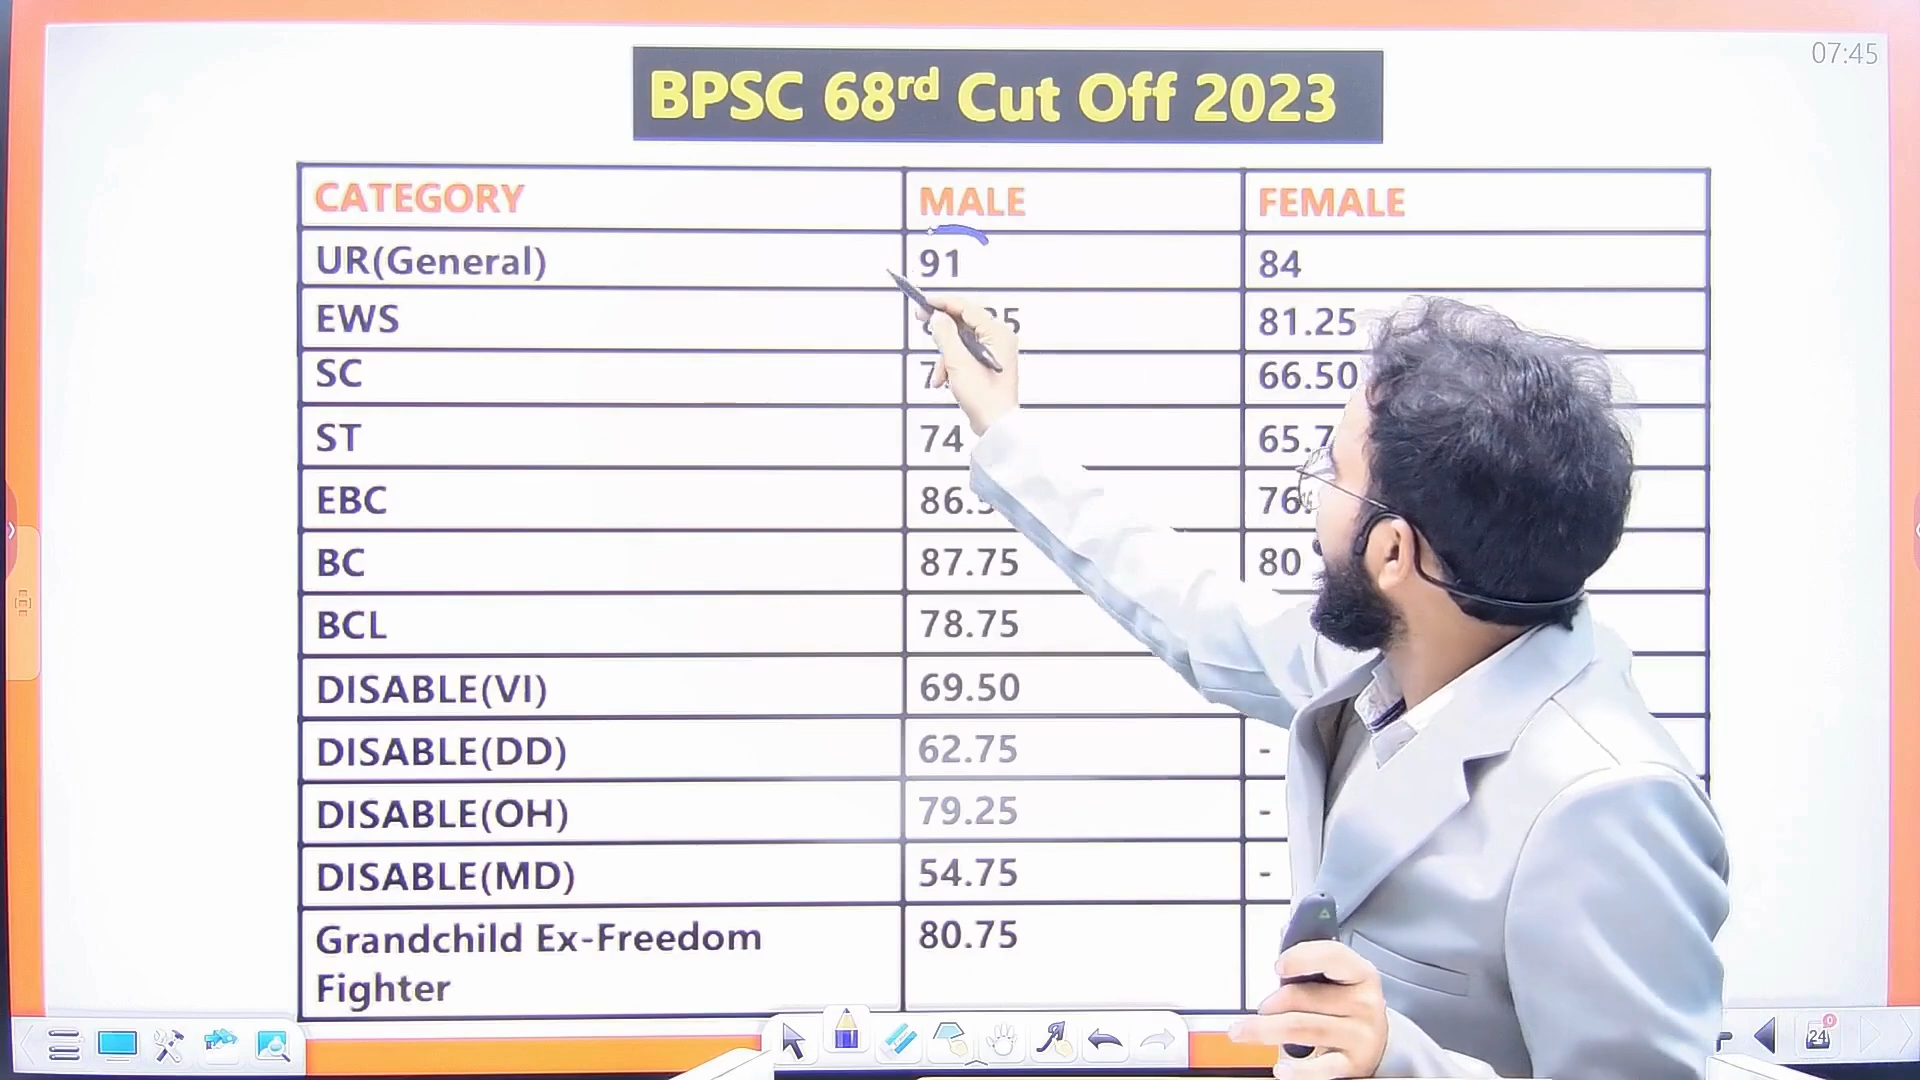 07:45
BPSC 68rd Cut Off 2023
CATEGORY MALE FEMALE
UR(General) 91 84
EWS 81.25
SC 66.50
ST 74
EBC
BC 87.75 80
BCL 78.75
DISABLE(VI) 69.50
DISABLE(DD) 62.75 -
DISABLE(OH) 79.25 -
DISABLE(MD) 54.75 -
Grandchild Ex-Freedom 80.75
Fighter
24